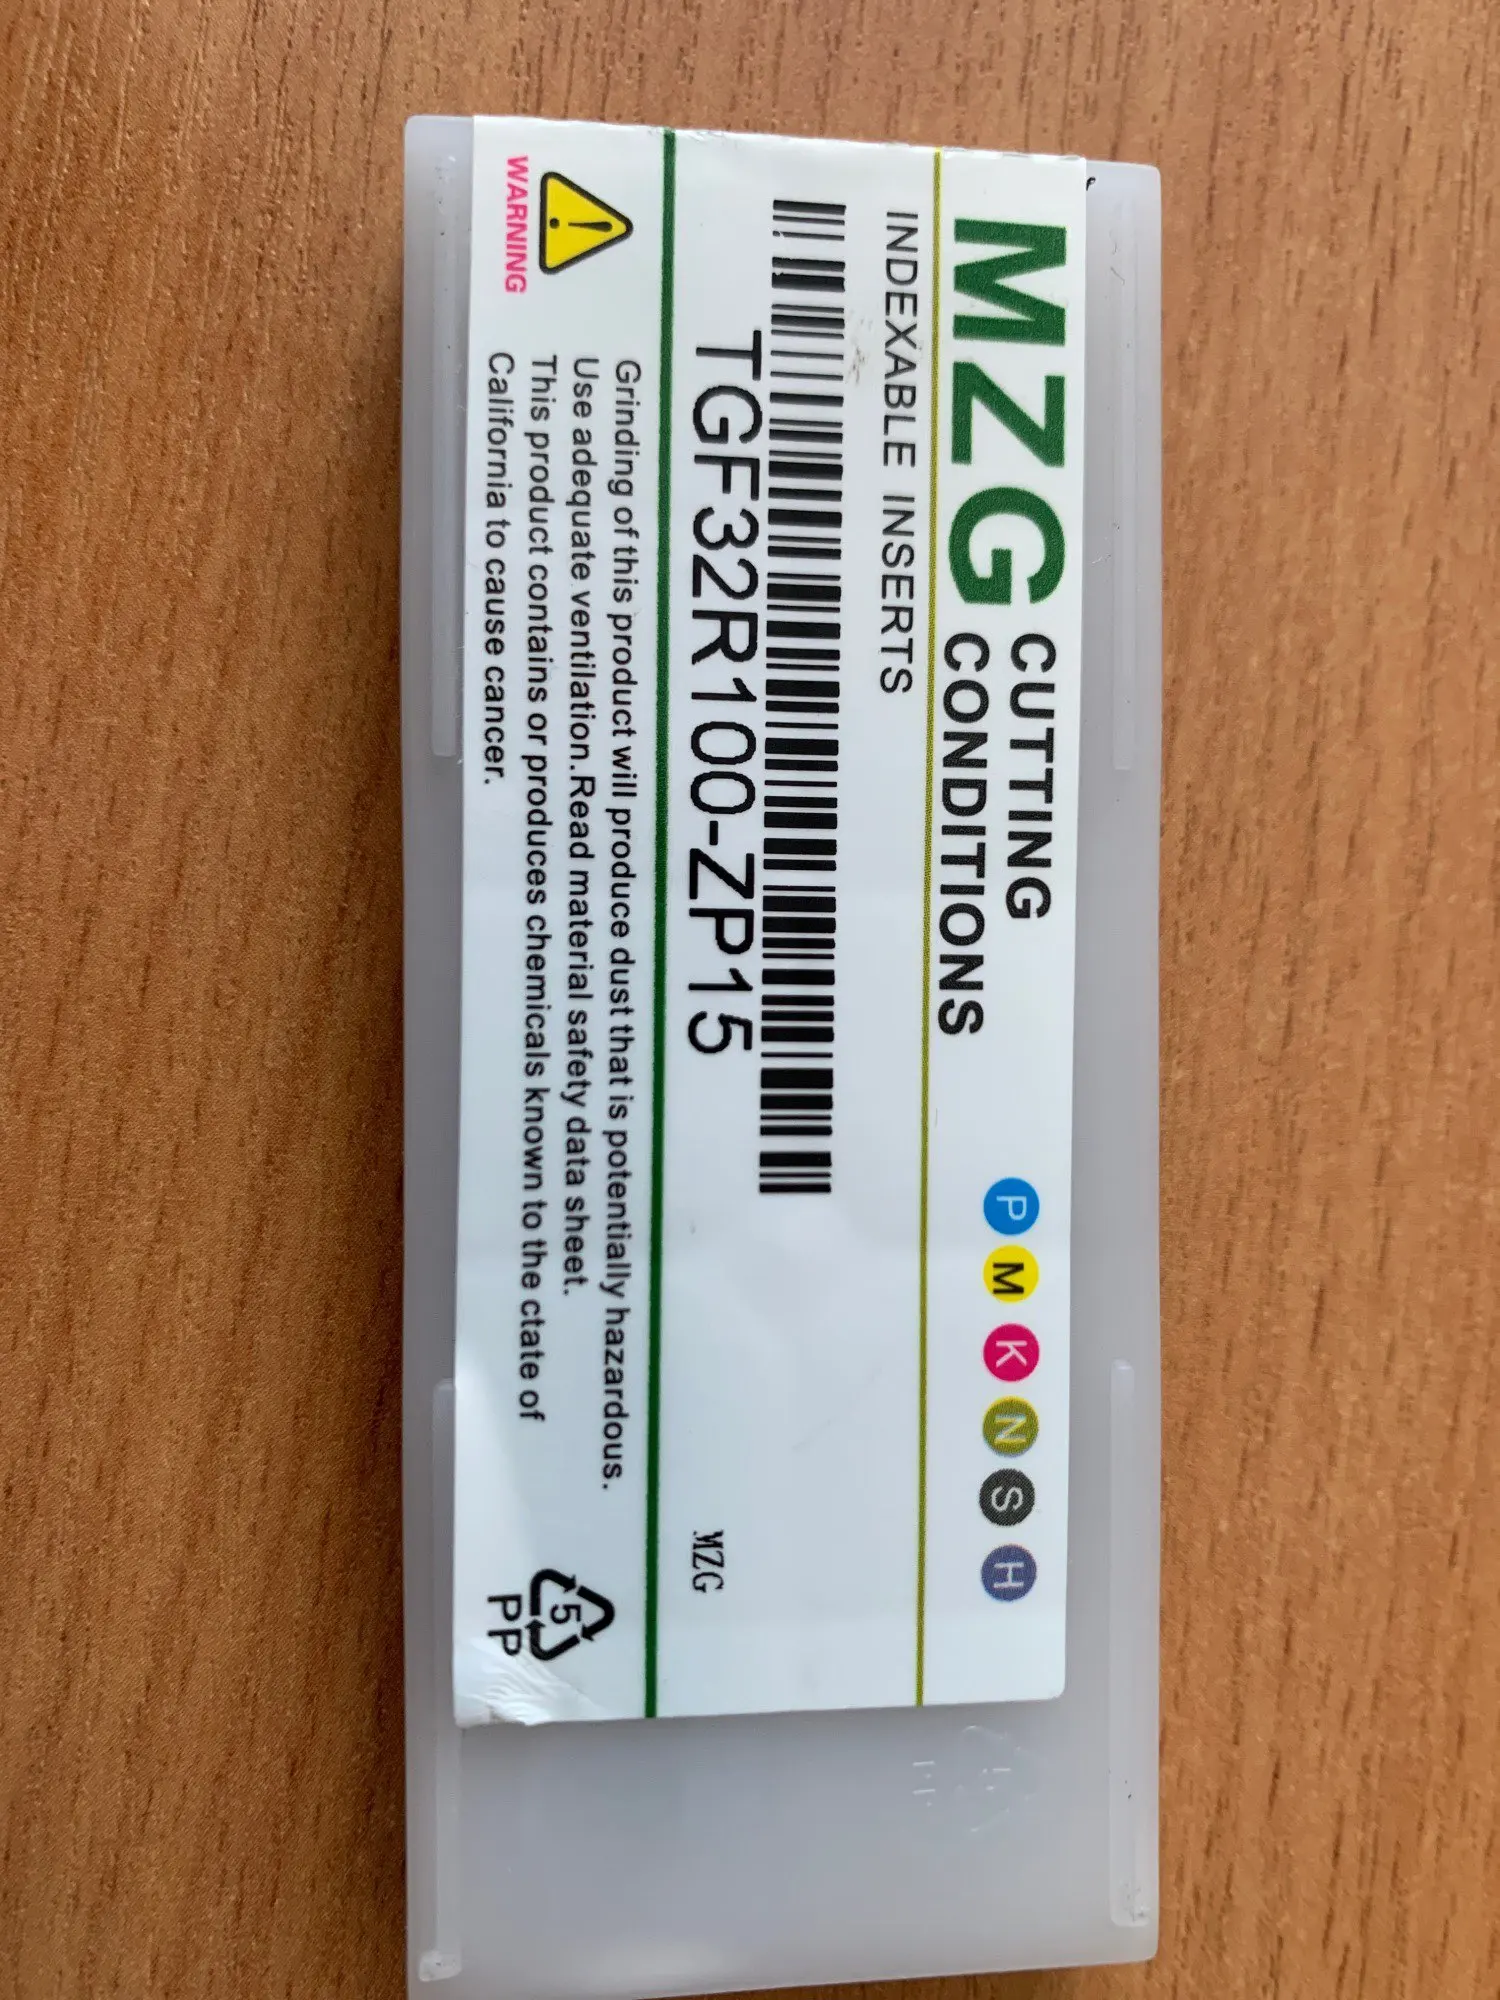 MZG CUTTING CONDITIONS
P M K N S H
INDEXABLE INSERTS
TGF32R100-ZP15
MZG
WARNING
Grinding of this product will produce dust that is potentially hazardous.
Use adequate ventilation.Read material safety data sheet.
This product contains or produces chemicals known to the ctate of
California to cause cancer.
5
PP